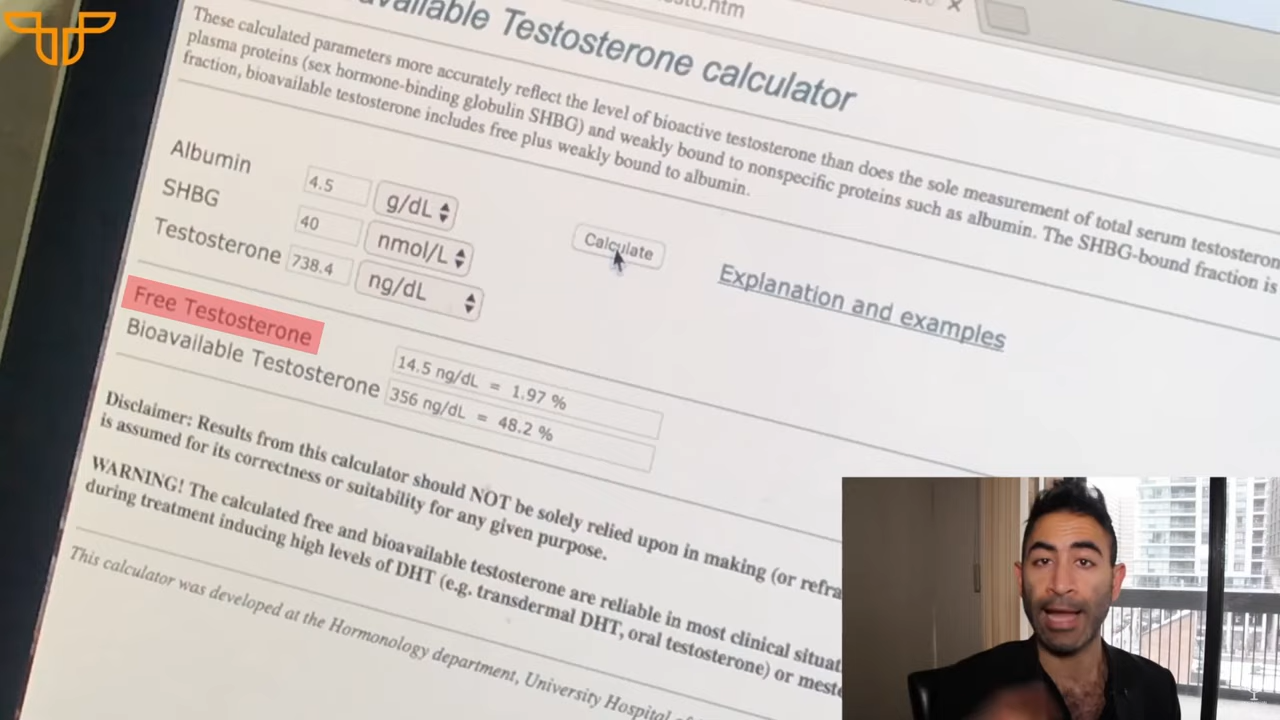 esto.htm
vailable Testosterone calculator
These calculated parameters more accurately reflect the level of bioactive testosterone than does the sole measurement of total serum testosteron
plasma proteins (sex hormone-binding globulin SHBG) and weakly bound to nonspecific proteins such as albumin. The SHBG-bound fraction is
fraction, bioavailable testosterone includes free plus weakly bound to albumin.
Albumin 4.5 g/dL
SHBG 40 nmol/L
Testosterone 738.4 ng/dL
Calculate
Explanation and examples
Free Testosterone 14.5 ng/dL = 1.97 %
Bioavailable Testosterone 356 ng/dL = 48.2 %
Disclaimer: Results from this calculator should NOT be solely relied upon in making (or refra
is assumed for its correctness or suitability for any given purpose.
WARNING! The calculated free and bioavailable testosterone are reliable in most clinical situat
during treatment inducing high levels of DHT (e.g. transdermal DHT, oral testosterone) or meste
This calculator was developed at the Hormonology department, University Hospital